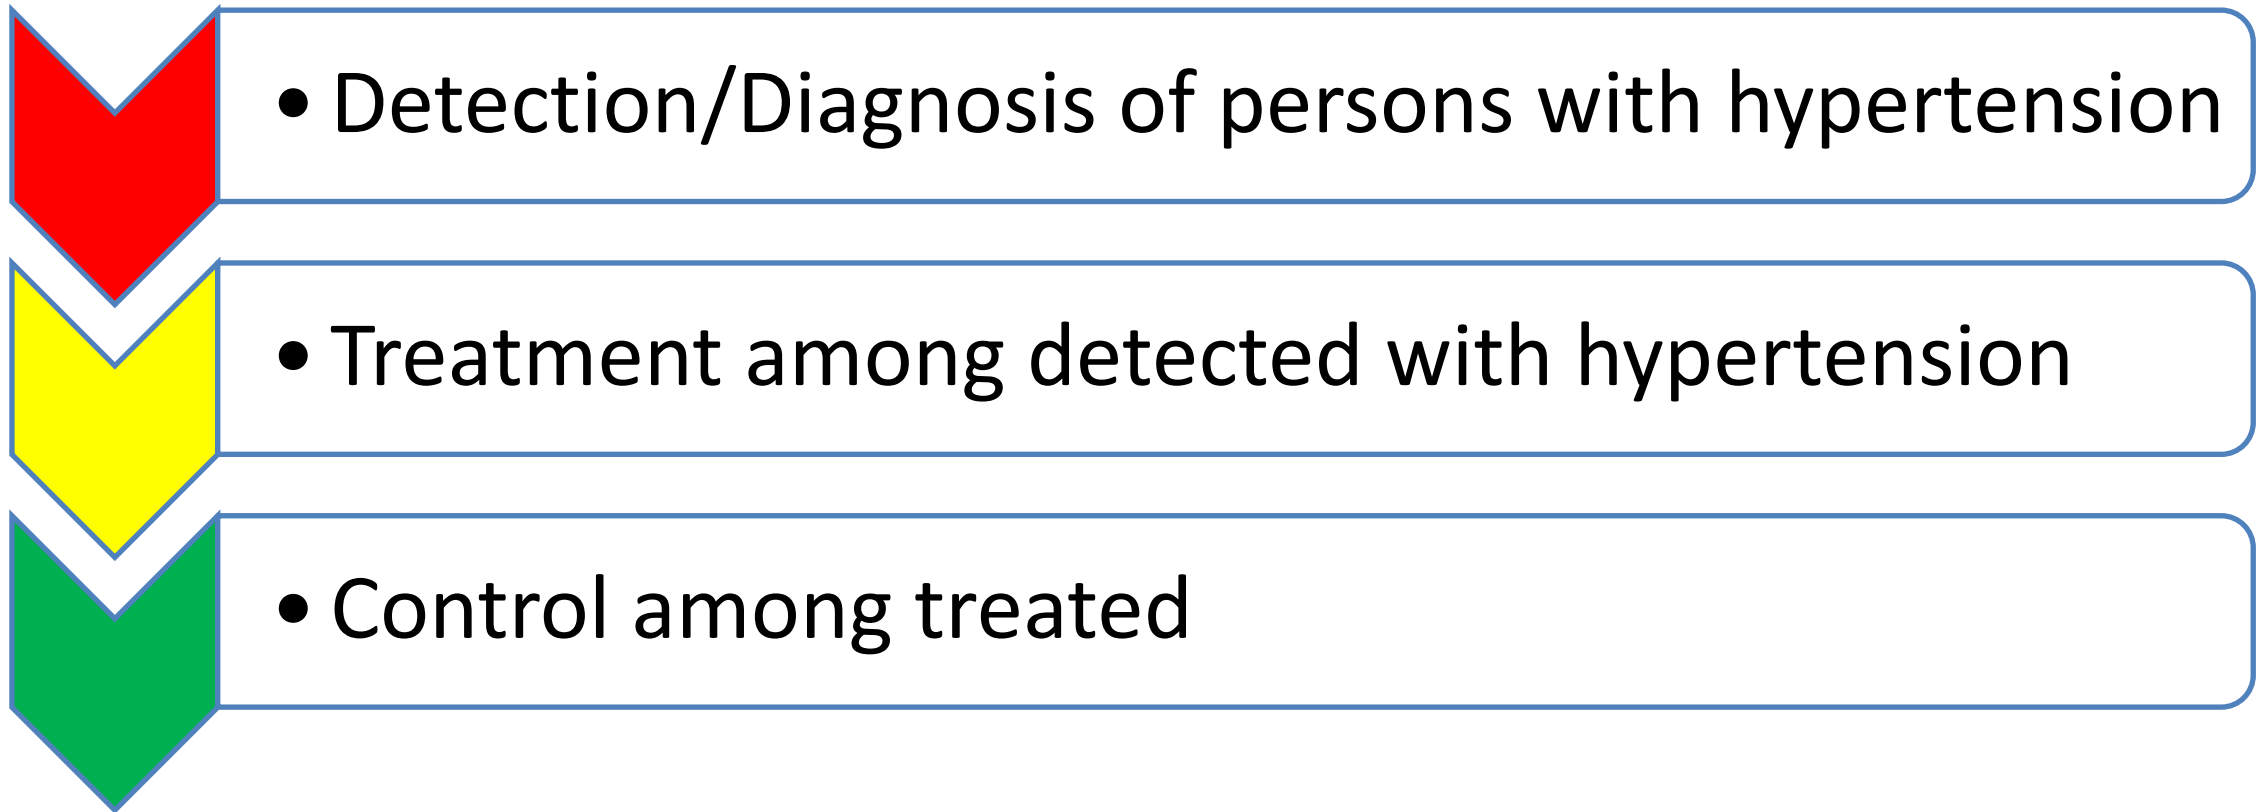 • Detection/Diagnosis of persons with hypertension
• Treatment among detected with hypertension
• Control among treated